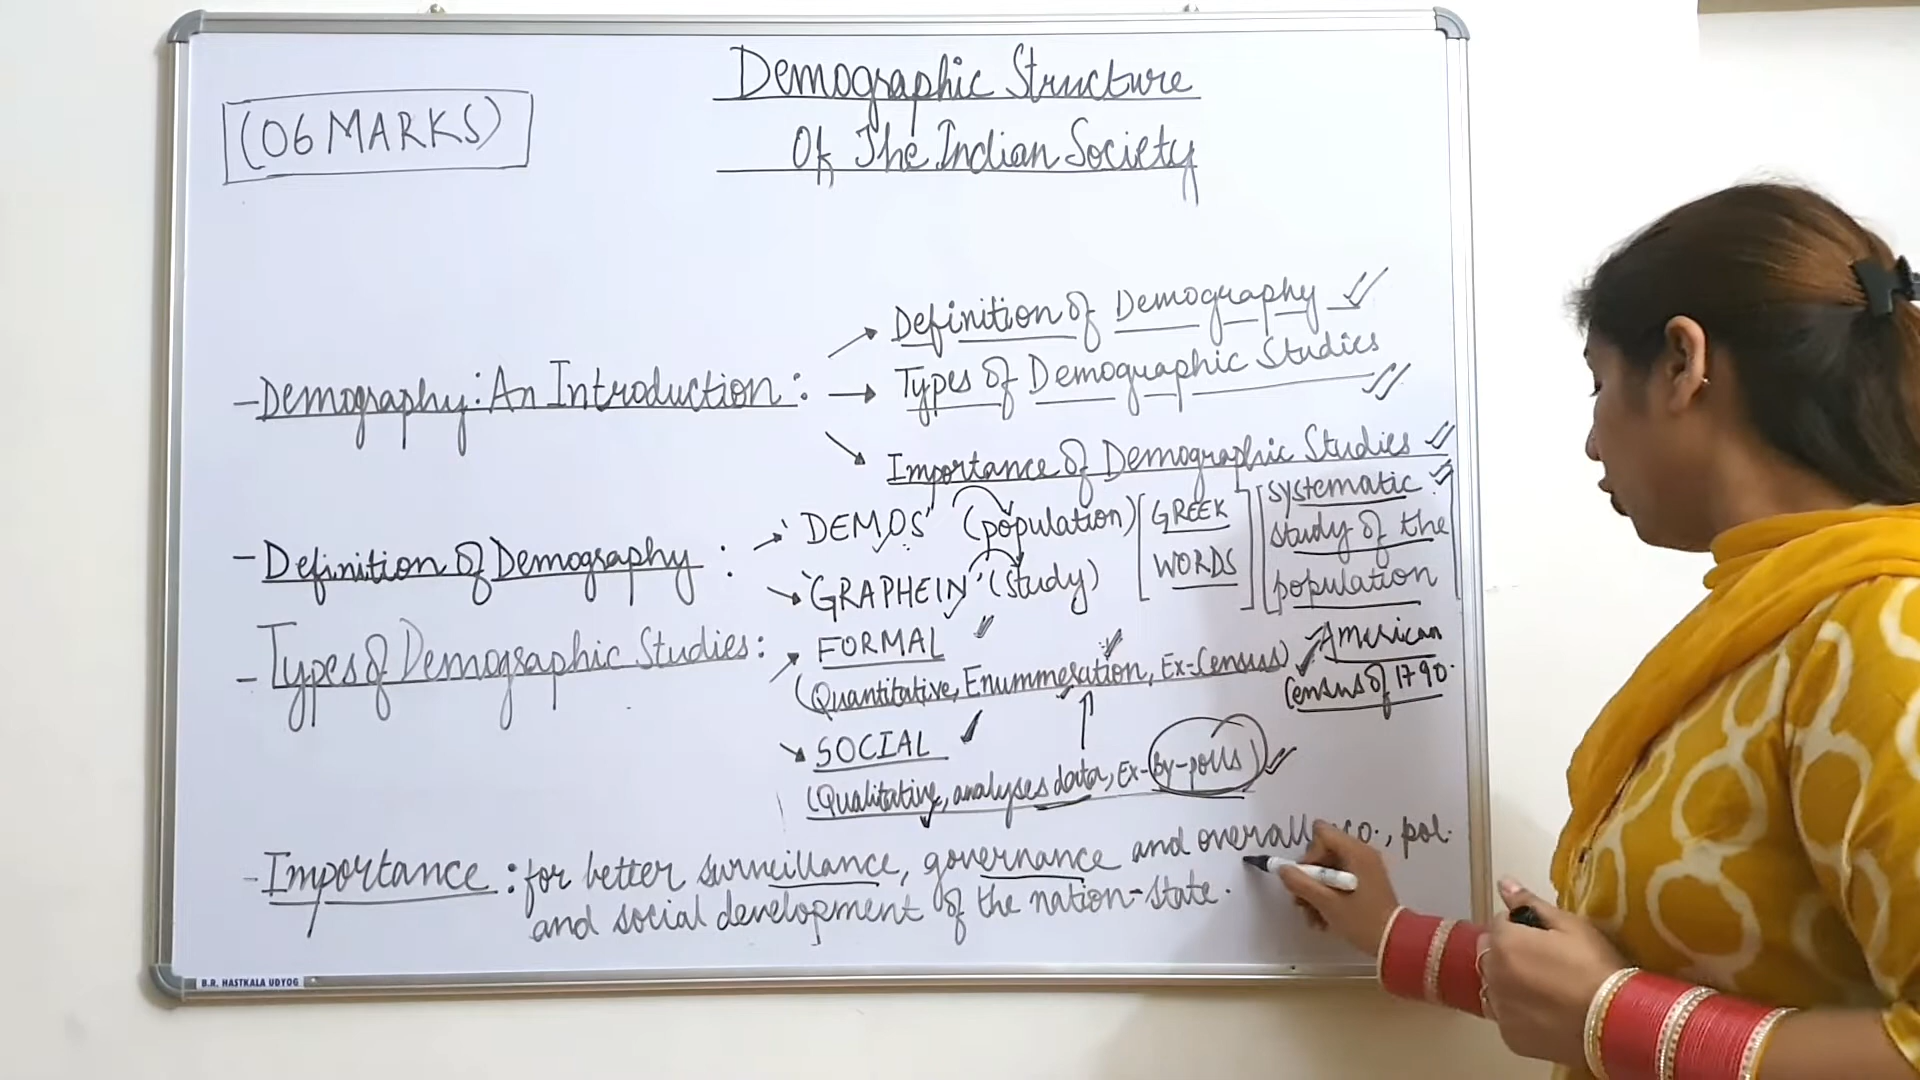 Demographic Structure
Of The Indian Society
(06 MARKS)
Definition Of Demography
- Demography: An Introduction :
Types Of Demographic Studies
Importance Of Demographic Studies
- Definition Of Demography :
'DEMOS' (population)
'GRAPHEIN' (study)
GREEK
WORDS
systematic
study of the
population
- Types Of Demographic Studies:
FORMAL
(Quantitative, Enummeration, Ex-Census)
American
Census of 1790.
SOCIAL
(Qualitative, analyses data, Ex-By-polls)
- Importance : for better surveillance, governance and overall eco., pol.
and social development of the nation-state.
B.R. HASTKALA UDYOG